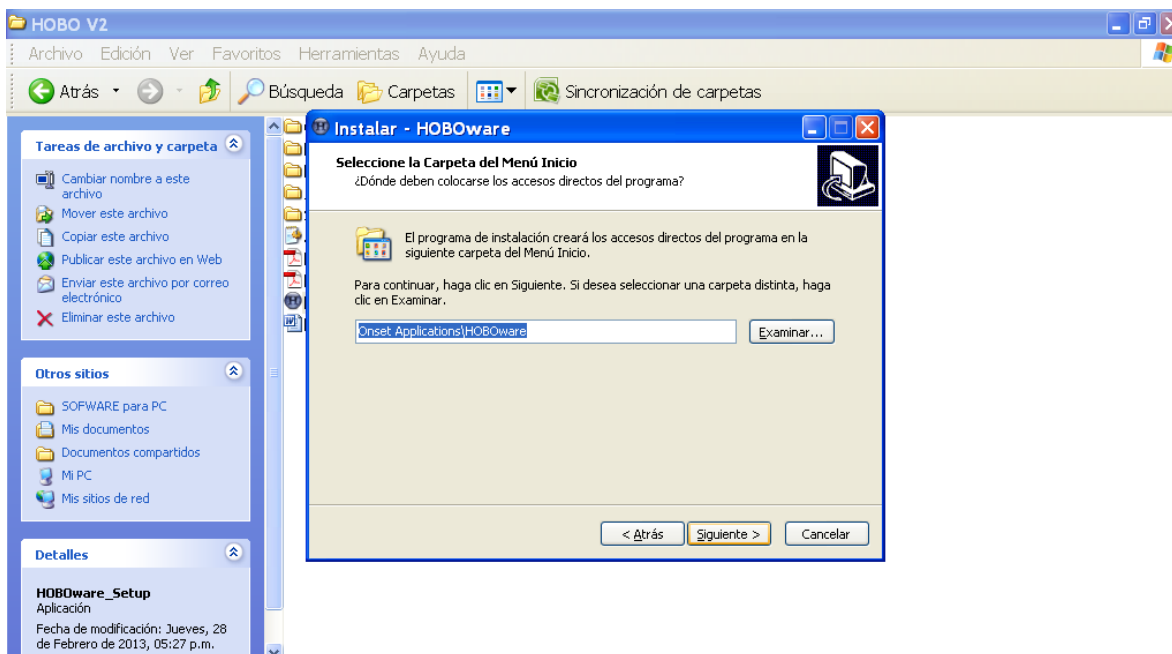 HOBO V2
Archivo Edición Ver Favoritos Herramientas Ayuda
Atrás Búsqueda Carpetas Sincronización de carpetas
Tareas de archivo y carpeta
Cambiar nombre a este
archivo
Mover este archivo
Copiar este archivo
Publicar este archivo en Web
Enviar este archivo por correo
electrónico
Eliminar este archivo
Otros sitios
SOFWARE para PC
Mis documentos
Documentos compartidos
Mi PC
Mis sitios de red
Detalles
HOBOware_Setup
Aplicación
Fecha de modificación: Jueves, 28
de Febrero de 2013, 05:27 p.m.
Instalar - HOBOware
Seleccione la Carpeta del Menú Inicio
¿Dónde deben colocarse los accesos directos del programa?
El programa de instalación creará los accesos directos del programa en la
siguiente carpeta del Menú Inicio.
Para continuar, haga clic en Siguiente. Si desea seleccionar una carpeta distinta, haga
clic en Examinar.
Onset Applications\HOBOware
Examinar...
< Atrás Siguiente > Cancelar